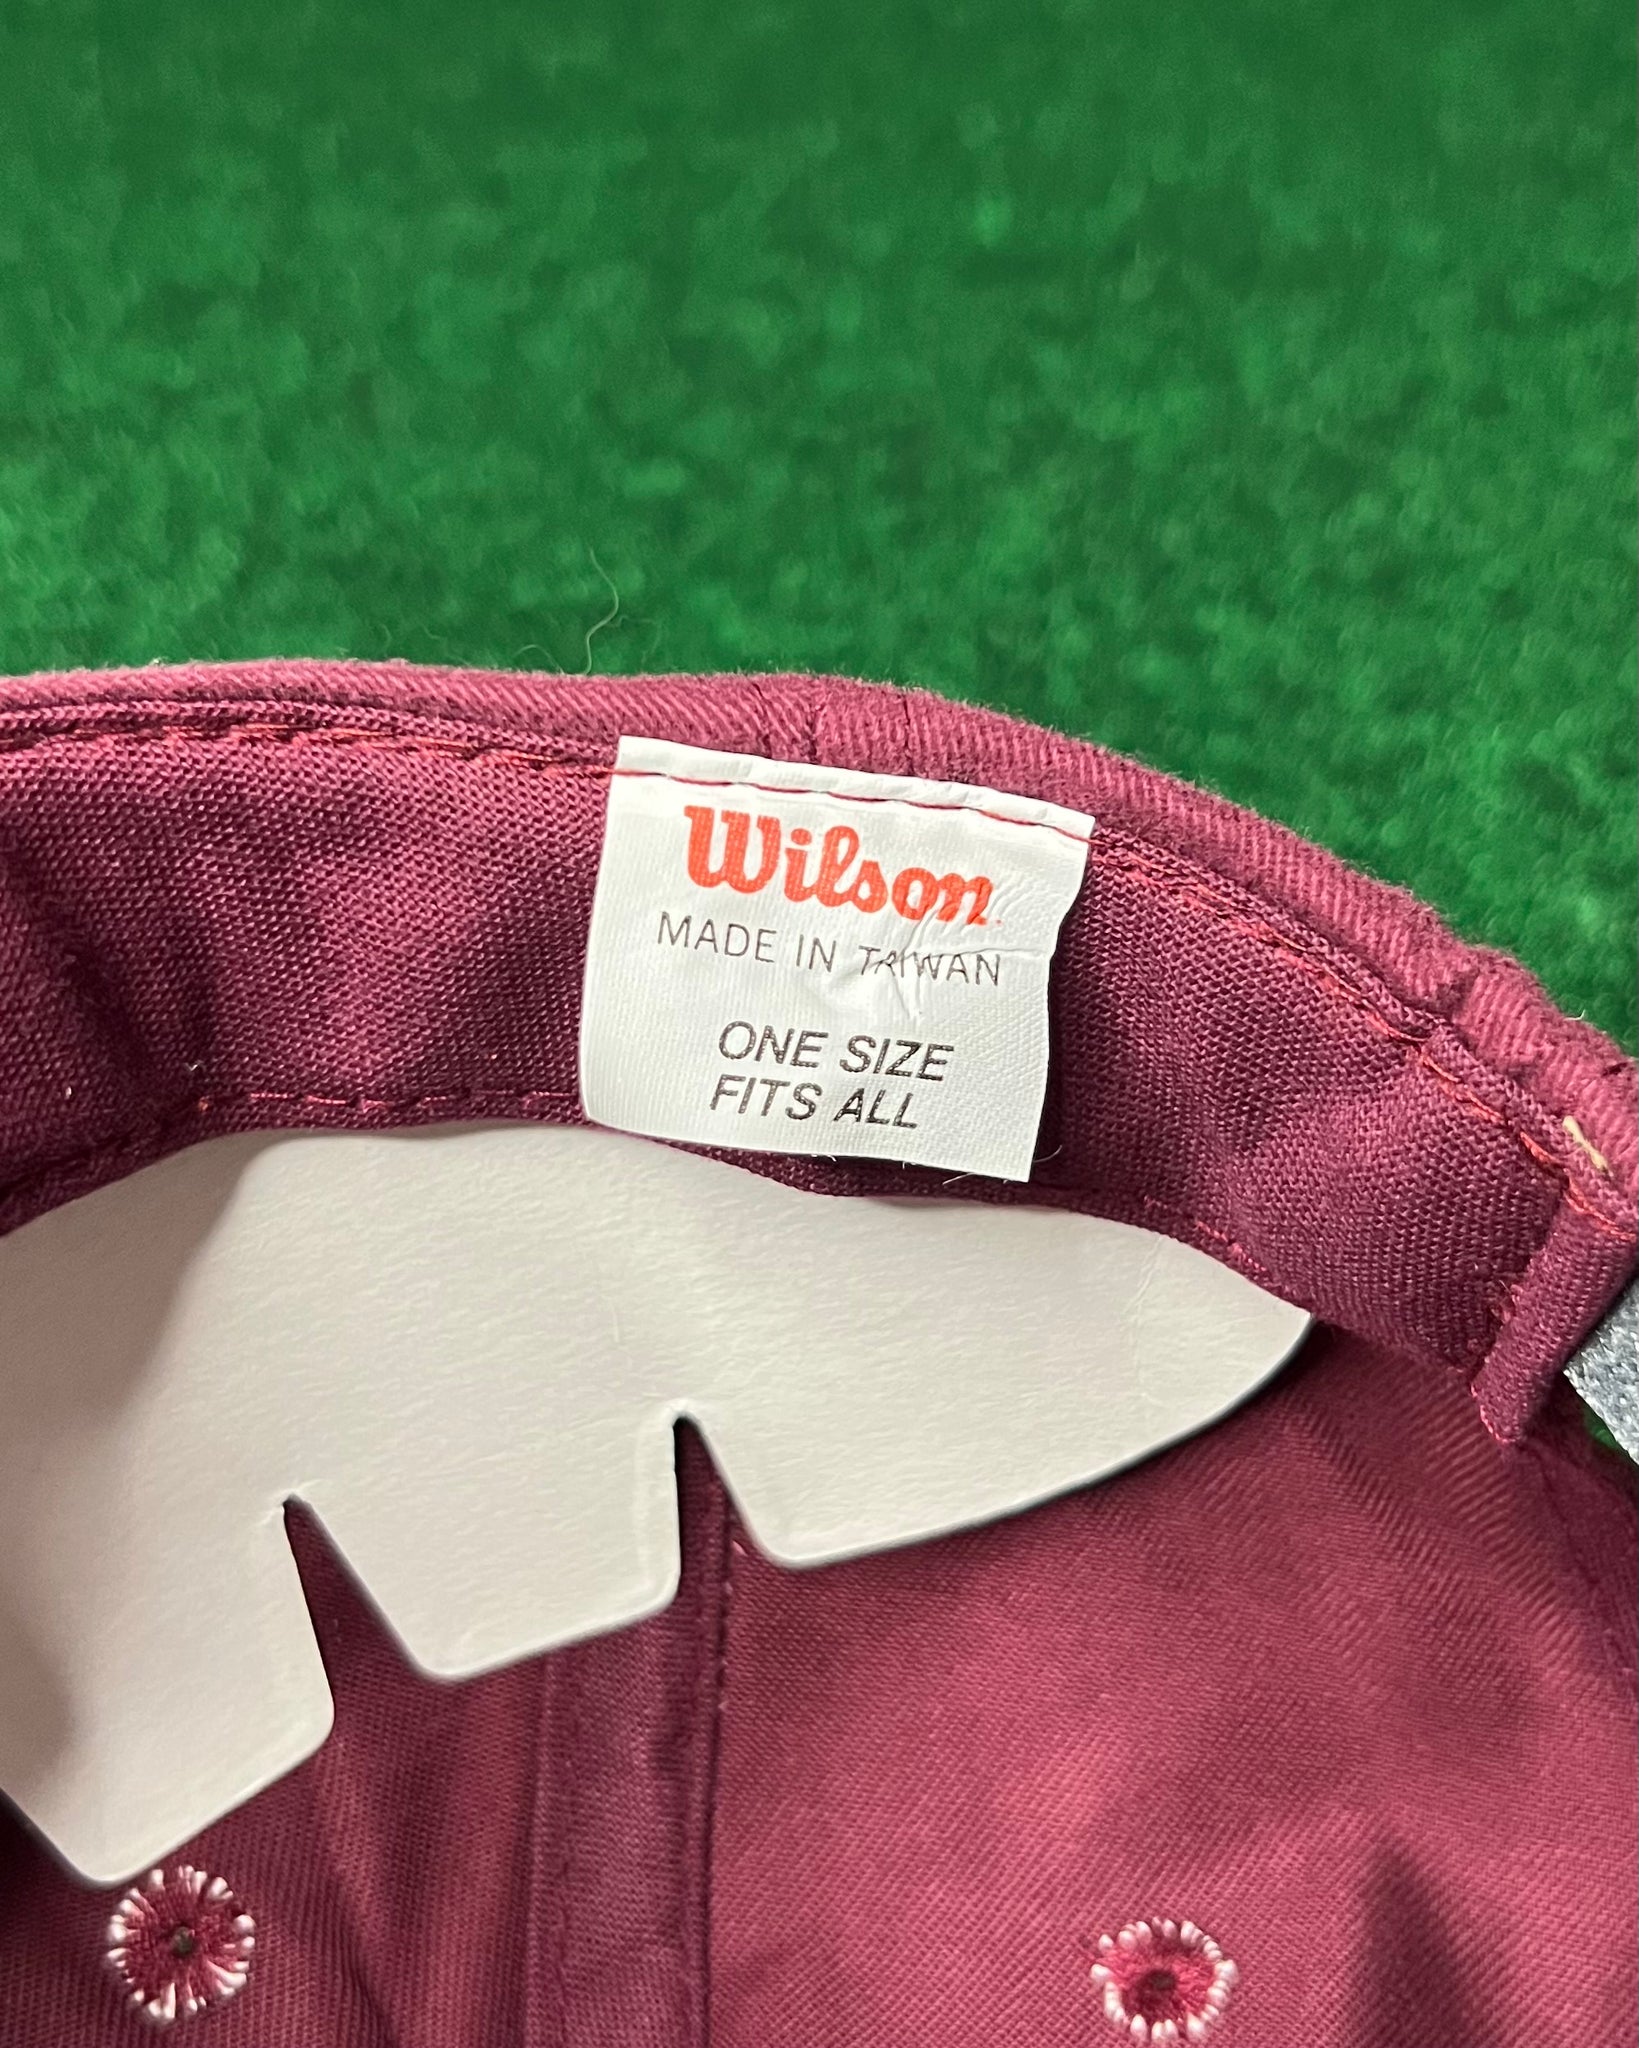 Wilson
MADE IN TAIWAN
ONE SIZE
FITS ALL